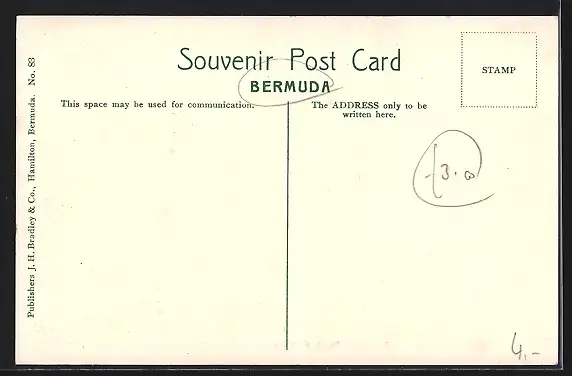 Souvenir Post Card
BERMUDA
STAMP
This space may be used for communication.
The ADDRESS only to be
written here.
Publishers J. H. Bradley & Co., Hamilton, Bermuda. No. 83
4.-